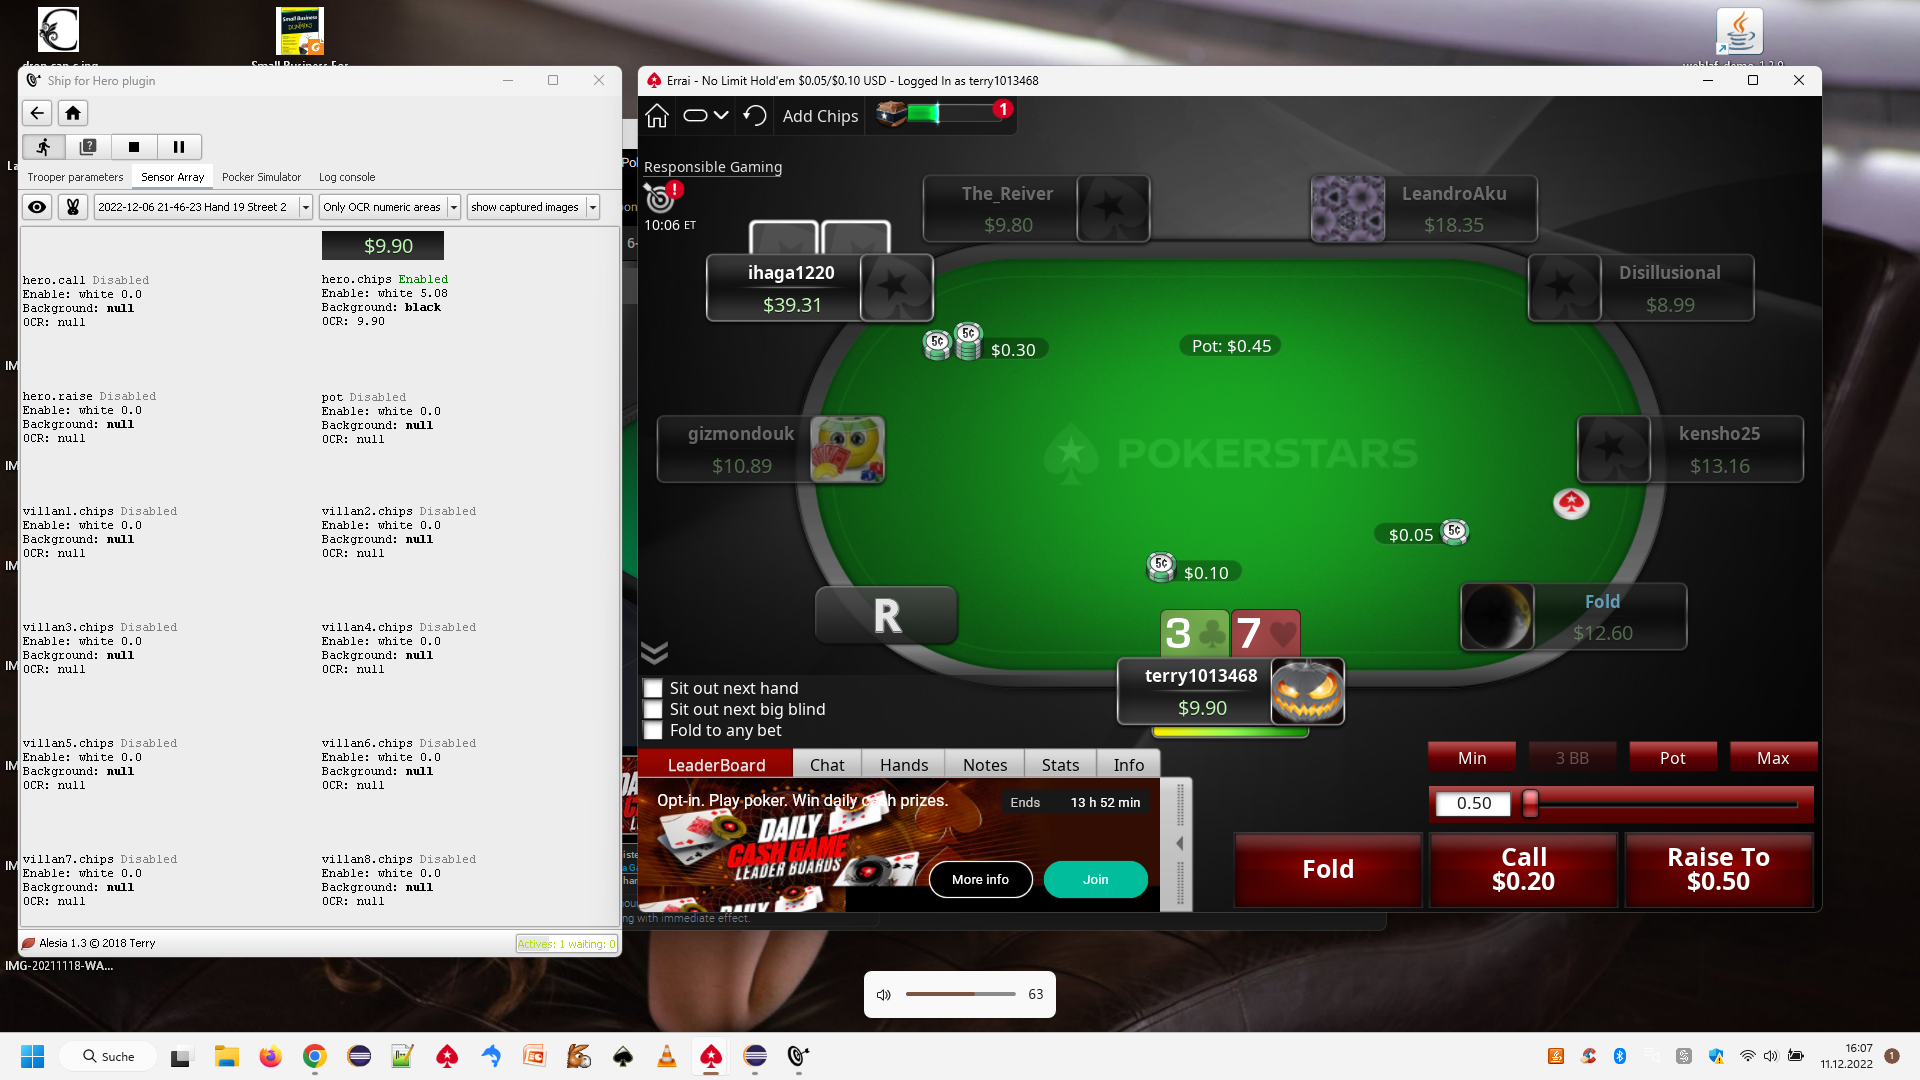 Ship for Hero plugin
Trooper parameters
Sensor Array
Pocker Simulator
Log console
2022-12-06 21-46-23 Hand 19 Street 2
Only OCR numeric areas
show captured images
$9.90
hero.call Disabled
Enable: white 0.0
Background: null
OCR: null
hero.chips Enabled
Enable: white 5.08
Background: black
OCR: 9.90
hero.raise Disabled
Enable: white 0.0
Background: null
OCR: null
pot Disabled
Enable: white 0.0
Background: null
OCR: null
villan1.chips Disabled
Enable: white 0.0
Background: null
OCR: null
villan2.chips Disabled
Enable: white 0.0
Background: null
OCR: null
villan3.chips Disabled
Enable: white 0.0
Background: null
OCR: null
villan4.chips Disabled
Enable: white 0.0
Background: null
OCR: null
villan5.chips Disabled
Enable: white 0.0
Background: null
OCR: null
villan6.chips Disabled
Enable: white 0.0
Background: null
OCR: null
villan7.chips Disabled
Enable: white 0.0
Background: null
OCR: null
villan8.chips Disabled
Enable: white 0.0
Background: null
OCR: null
Alesia 1.3 © 2018 Terry
Actives: 1 waiting: 0
IMG-20211118-WA...
Errai - No Limit Hold'em $0.05/$0.10 USD - Logged In as terry1013468
Add Chips
1
Responsible Gaming
10:06 ET
The_Reiver
$9.80
LeandroAku
$18.35
ihaga1220
$39.31
Disillusional
$8.99
5¢
5¢
$0.30
Pot: $0.45
gizmondouk
$10.89
POKERSTARS
kensho25
$13.16
$0.05
5¢
5¢
$0.10
R
3
7
Fold
$12.60
terry1013468
$9.90
Sit out next hand
Sit out next big blind
Fold to any bet
LeaderBoard
Chat
Hands
Notes
Stats
Info
Opt-in. Play poker. Win daily cash prizes.
Ends 13 h 52 min
DAILY
CASH GAME
LEADER BOARDS
More info
Join
ng with immediate effect.
Min
3 BB
Pot
Max
0.50
Fold
Call
$0.20
Raise To
$0.50
63
Suche
16:07
11.12.2022
1